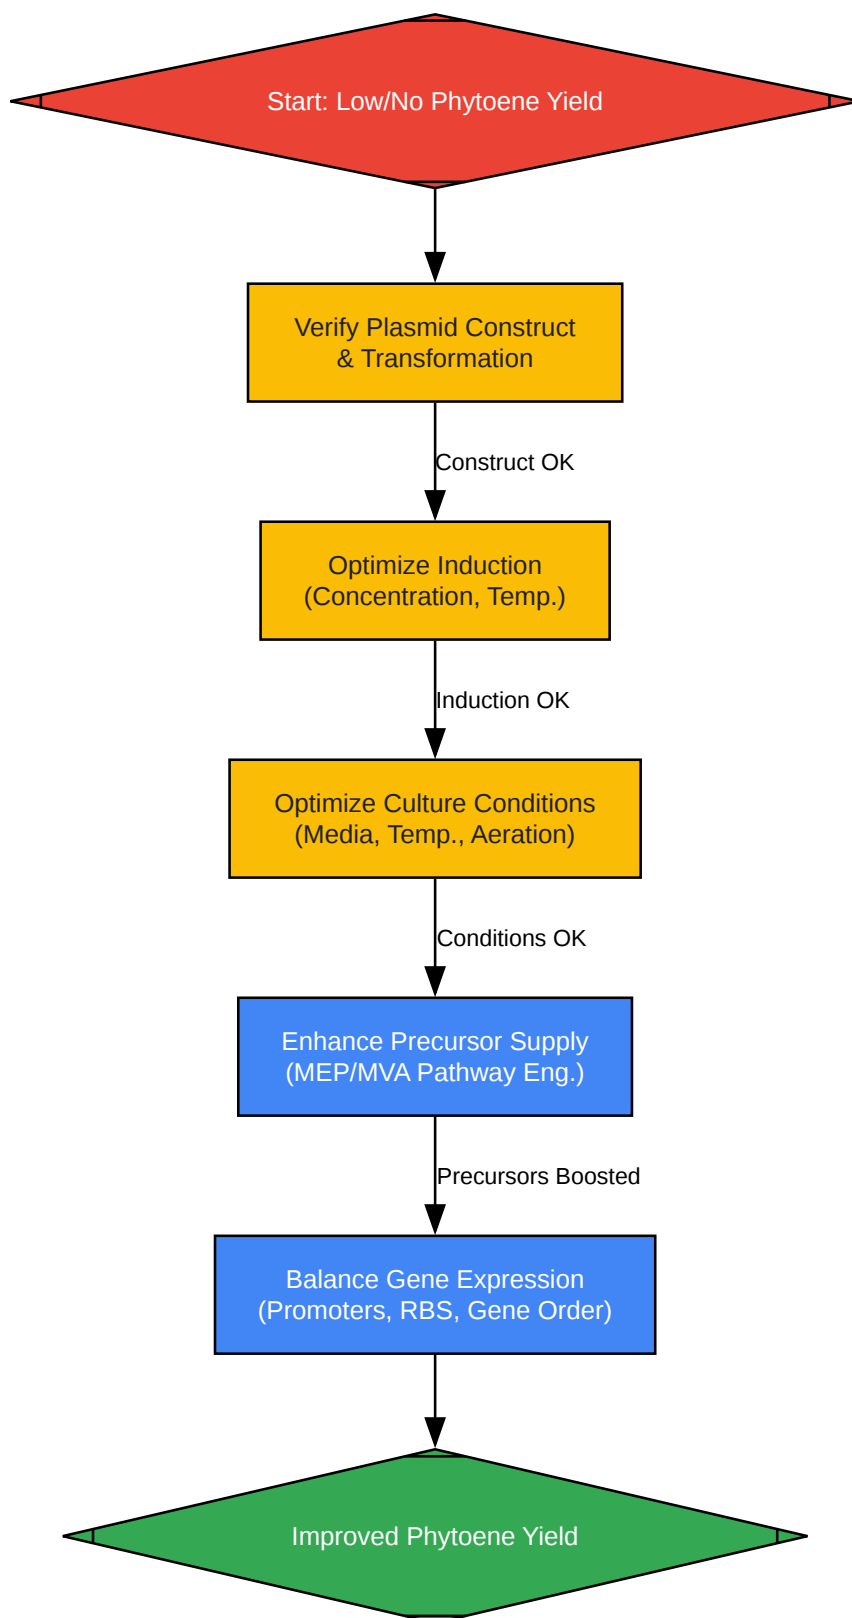 Start: Low/No Phytoene Yield
Verify Plasmid Construct
& Transformation
Construct OK
Optimize Induction
(Concentration, Temp.)
Induction OK
Optimize Culture Conditions
(Media, Temp., Aeration)
Conditions OK
Enhance Precursor Supply
(MEP/MVA Pathway Eng.)
Precursors Boosted
Balance Gene Expression
(Promoters, RBS, Gene Order)
Improved Phytoene Yield